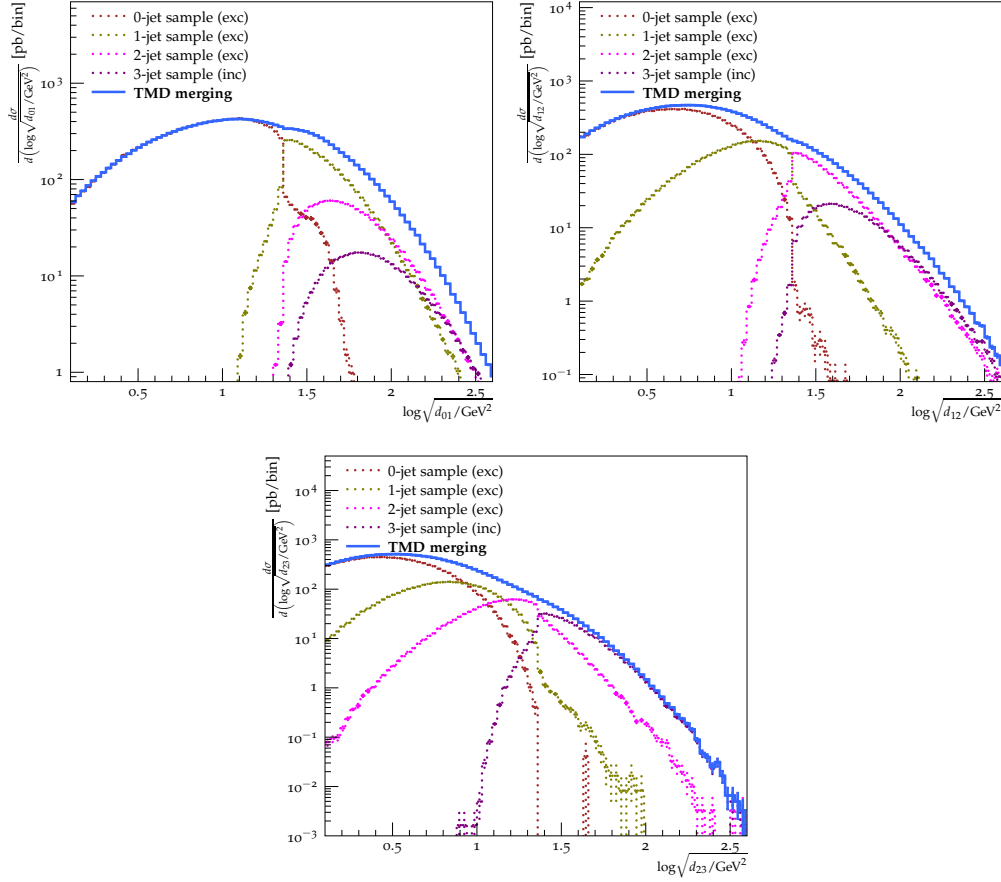 dσ / d(log√d₀₁/GeV²) [pb/bin]
0-jet sample (exc)
1-jet sample (exc)
2-jet sample (exc)
3-jet sample (inc)
TMD merging
10³
10²
10¹
1
0.5 1 1.5 2 2.5
log√d₀₁/GeV²
dσ / d(log√d₁₂/GeV²) [pb/bin]
0-jet sample (exc)
1-jet sample (exc)
2-jet sample (exc)
3-jet sample (inc)
TMD merging
10⁴
10³
10²
10¹
1
10⁻¹
0.5 1 1.5 2 2.5
log√d₁₂/GeV²
dσ / d(log√d₂₃/GeV²) [pb/bin]
0-jet sample (exc)
1-jet sample (exc)
2-jet sample (exc)
3-jet sample (inc)
TMD merging
10⁴
10³
10²
10¹
1
10⁻¹
10⁻²
10⁻³
0.5 1 1.5 2 2.5
log√d₂₃/GeV²